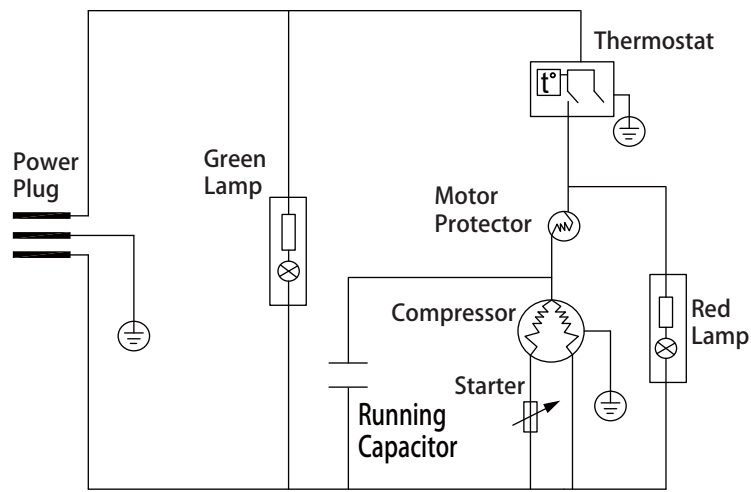 Thermostat
t°
Power
Plug
Green
Lamp
Motor
Protector
Compressor
Red
Lamp
Starter
Running
Capacitor